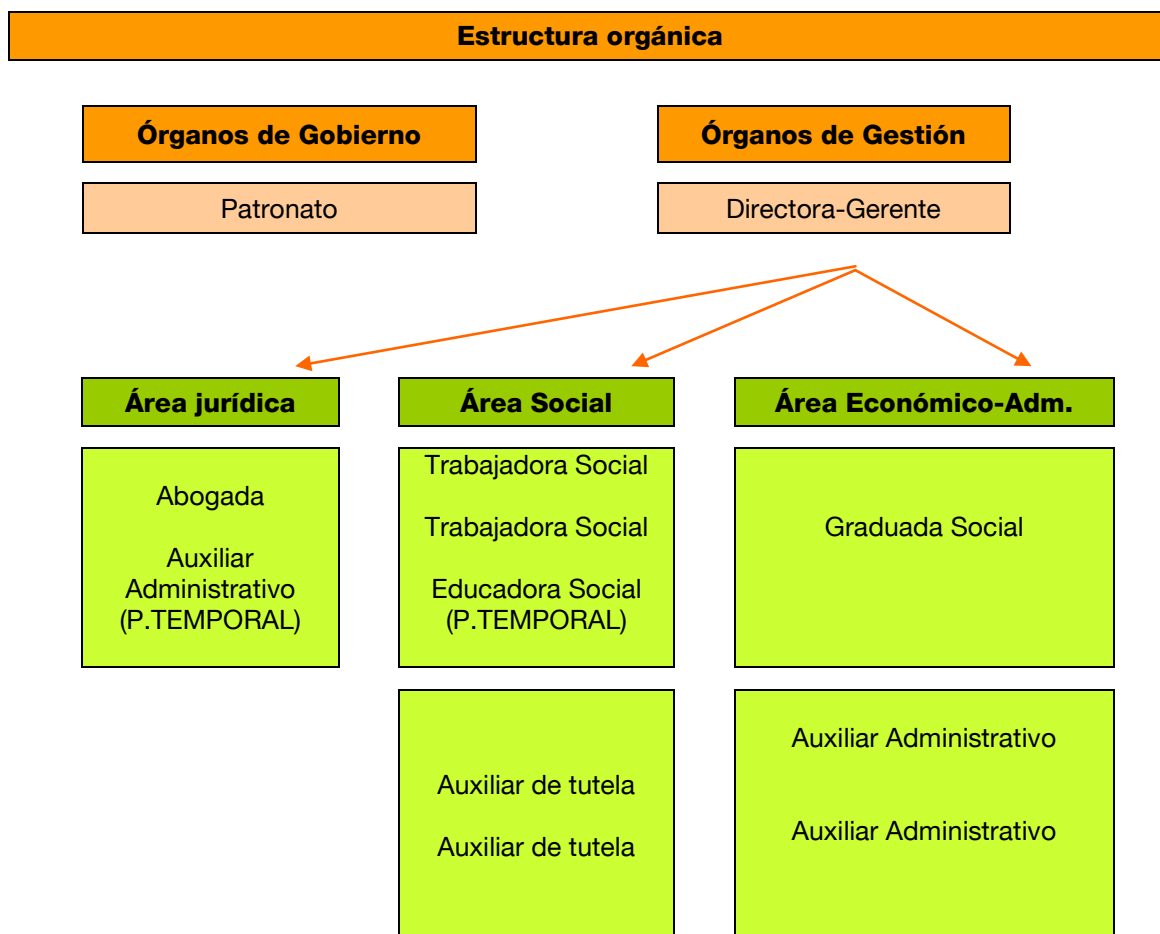 Estructura orgánica
Órganos de Gobierno
Órganos de Gestión
Patronato
Directora-Gerente
Área jurídica
Área Social
Área Económico-Adm.
Abogada
Auxiliar
Administrativo
(P.TEMPORAL)
Trabajadora Social
Trabajadora Social
Educadora Social
(P.TEMPORAL)
Graduada Social
Auxiliar de tutela
Auxiliar de tutela
Auxiliar Administrativo
Auxiliar Administrativo